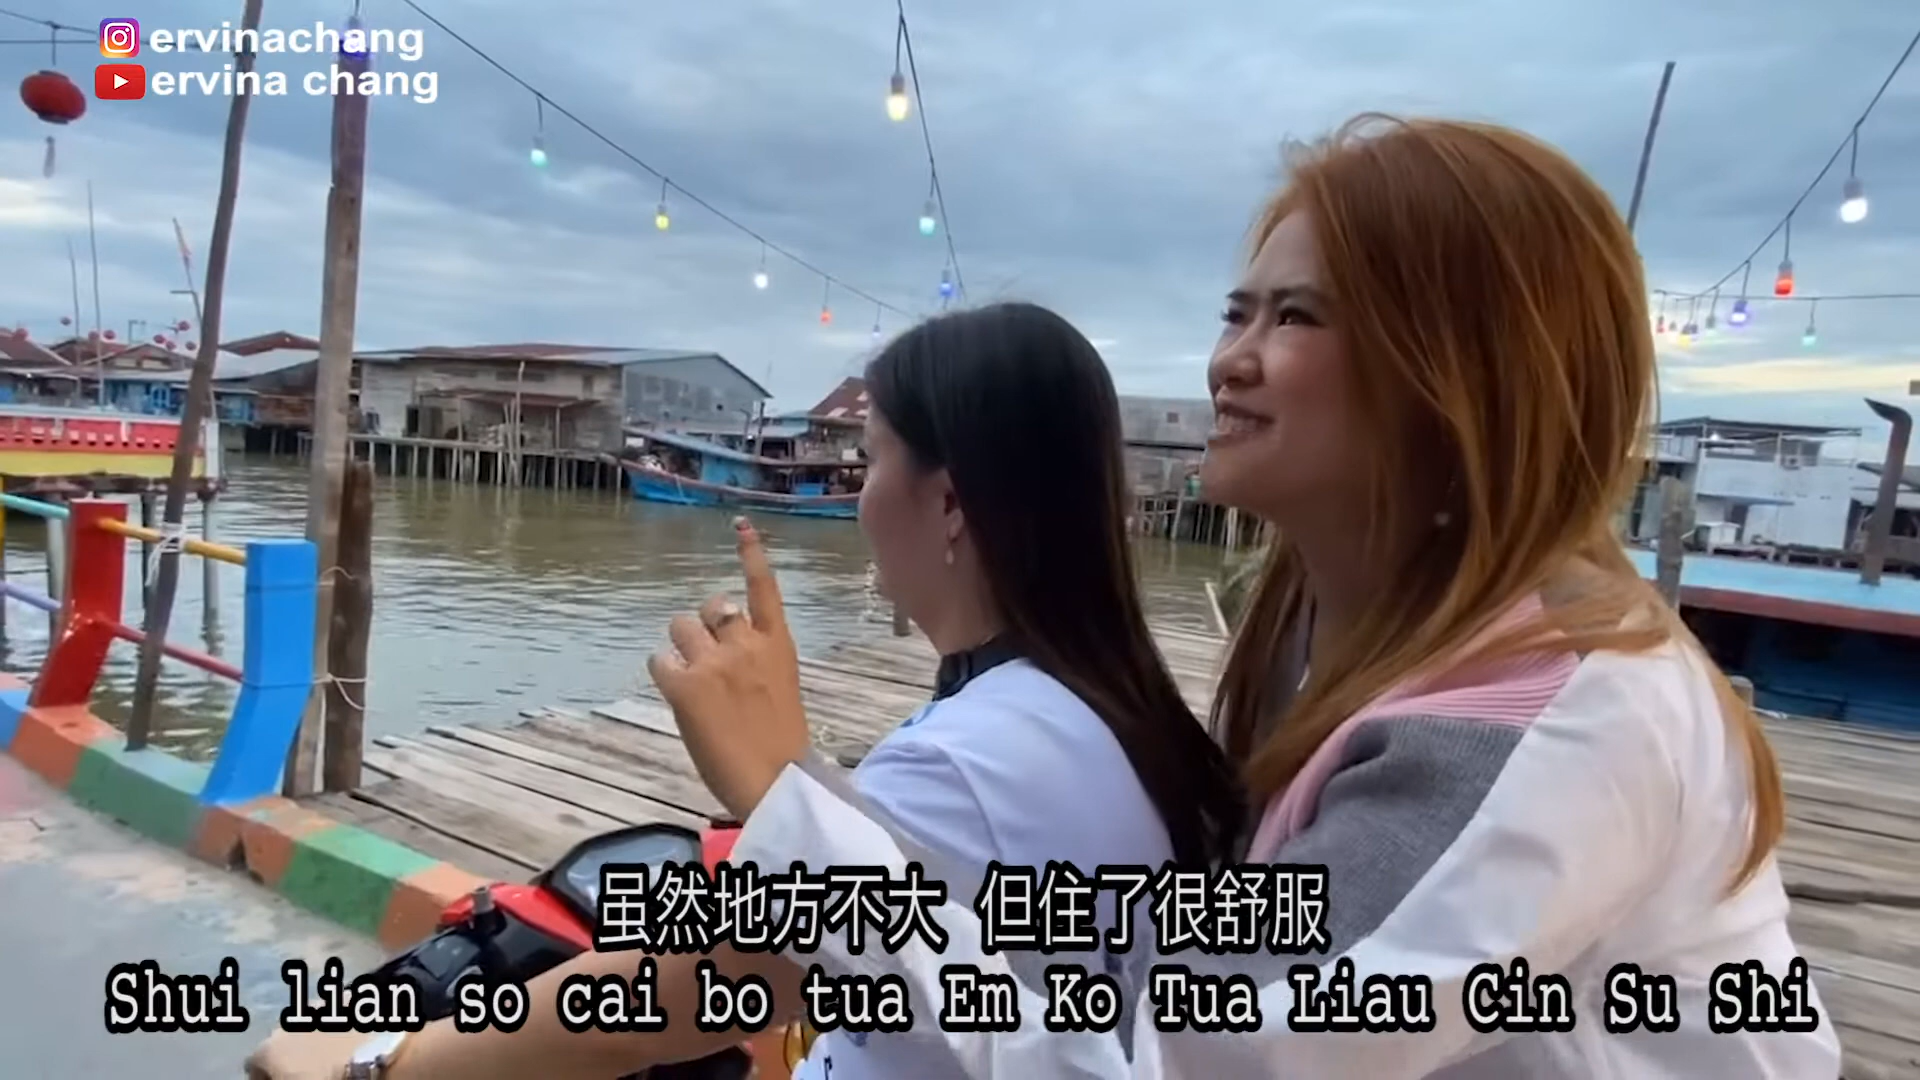 ervinachang
ervina chang
虽然地方不大 但住了很舒服
Shui lian so cai bo tua Em Ko Tua Liau Cin Su Shi